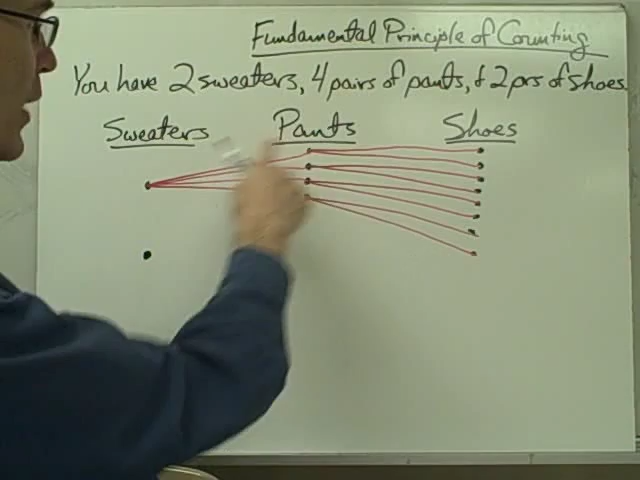 Fundamental Principle of Counting
You have 2 sweaters, 4 pairs of pants, & 2 prs of shoes.
Sweaters Pants Shoes